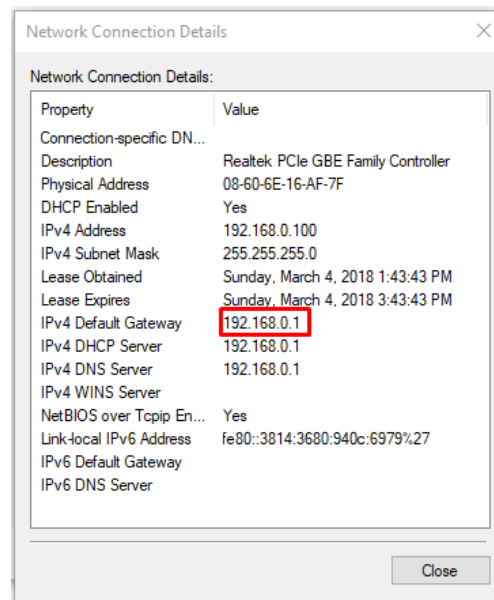 Network Connection Details
Network Connection Details:
Property Value
Connection-specific DN...
Description Realtek PCIe GBE Family Controller
Physical Address 08-60-6E-16-AF-7F
DHCP Enabled Yes
IPv4 Address 192.168.0.100
IPv4 Subnet Mask 255.255.255.0
Lease Obtained Sunday, March 4, 2018 1:43:43 PM
Lease Expires Sunday, March 4, 2018 3:43:43 PM
IPv4 Default Gateway 192.168.0.1
IPv4 DHCP Server 192.168.0.1
IPv4 DNS Server 192.168.0.1
IPv4 WINS Server
NetBIOS over Tcpip En... Yes
Link-local IPv6 Address fe80::3814:3680:940c:6979%27
IPv6 Default Gateway
IPv6 DNS Server
Close